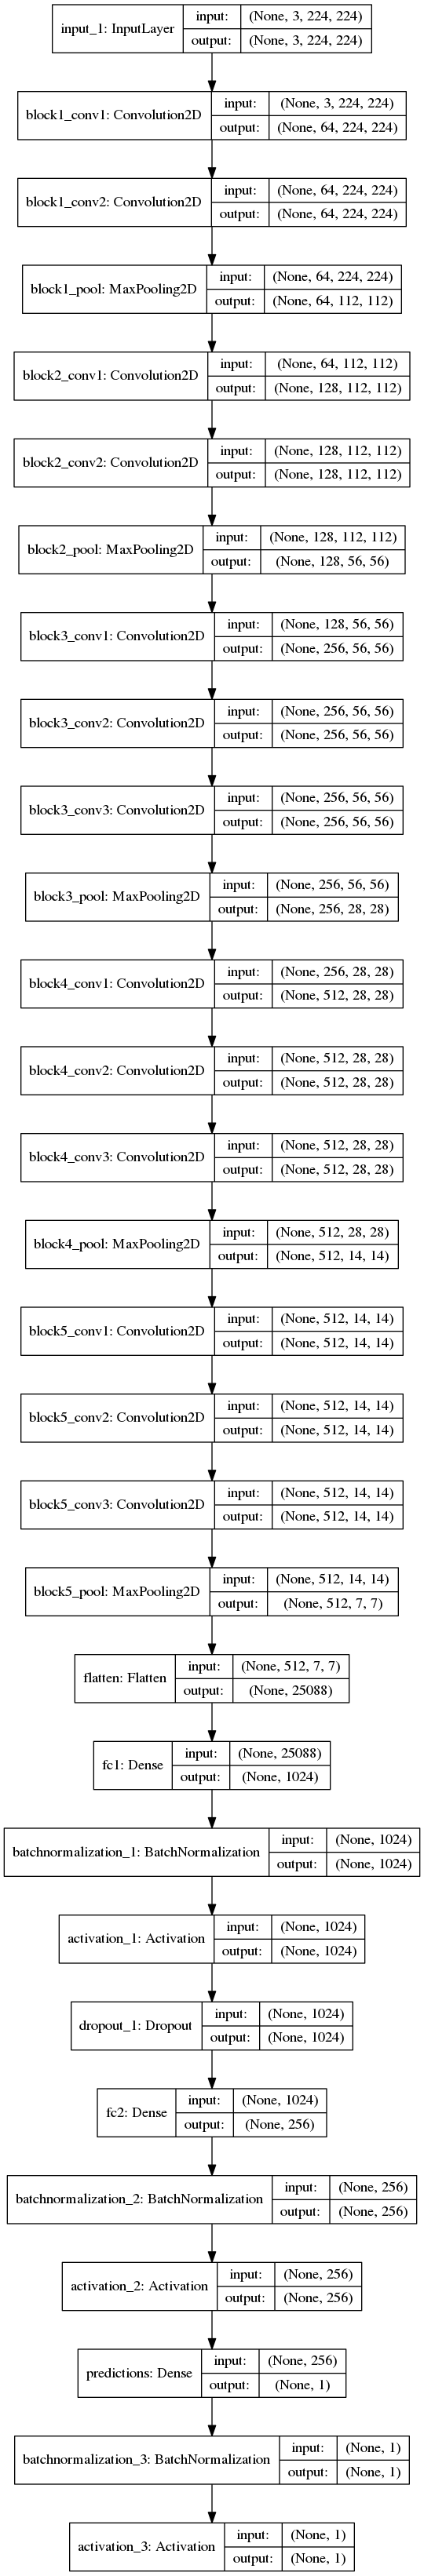 input_1: InputLayer
input: (None, 3, 224, 224)
output: (None, 3, 224, 224)
block1_conv1: Convolution2D
input: (None, 3, 224, 224)
output: (None, 64, 224, 224)
block1_conv2: Convolution2D
input: (None, 64, 224, 224)
output: (None, 64, 224, 224)
block1_pool: MaxPooling2D
input: (None, 64, 224, 224)
output: (None, 64, 112, 112)
block2_conv1: Convolution2D
input: (None, 64, 112, 112)
output: (None, 128, 112, 112)
block2_conv2: Convolution2D
input: (None, 128, 112, 112)
output: (None, 128, 112, 112)
block2_pool: MaxPooling2D
input: (None, 128, 112, 112)
output: (None, 128, 56, 56)
block3_conv1: Convolution2D
input: (None, 128, 56, 56)
output: (None, 256, 56, 56)
block3_conv2: Convolution2D
input: (None, 256, 56, 56)
output: (None, 256, 56, 56)
block3_conv3: Convolution2D
input: (None, 256, 56, 56)
output: (None, 256, 56, 56)
block3_pool: MaxPooling2D
input: (None, 256, 56, 56)
output: (None, 256, 28, 28)
block4_conv1: Convolution2D
input: (None, 256, 28, 28)
output: (None, 512, 28, 28)
block4_conv2: Convolution2D
input: (None, 512, 28, 28)
output: (None, 512, 28, 28)
block4_conv3: Convolution2D
input: (None, 512, 28, 28)
output: (None, 512, 28, 28)
block4_pool: MaxPooling2D
input: (None, 512, 28, 28)
output: (None, 512, 14, 14)
block5_conv1: Convolution2D
input: (None, 512, 14, 14)
output: (None, 512, 14, 14)
block5_conv2: Convolution2D
input: (None, 512, 14, 14)
output: (None, 512, 14, 14)
block5_conv3: Convolution2D
input: (None, 512, 14, 14)
output: (None, 512, 14, 14)
block5_pool: MaxPooling2D
input: (None, 512, 14, 14)
output: (None, 512, 7, 7)
flatten: Flatten
input: (None, 512, 7, 7)
output: (None, 25088)
fc1: Dense
input: (None, 25088)
output: (None, 1024)
batchnormalization_1: BatchNormalization
input: (None, 1024)
output: (None, 1024)
activation_1: Activation
input: (None, 1024)
output: (None, 1024)
dropout_1: Dropout
input: (None, 1024)
output: (None, 1024)
fc2: Dense
input: (None, 1024)
output: (None, 256)
batchnormalization_2: BatchNormalization
input: (None, 256)
output: (None, 256)
activation_2: Activation
input: (None, 256)
output: (None, 256)
predictions: Dense
input: (None, 256)
output: (None, 1)
batchnormalization_3: BatchNormalization
input: (None, 1)
output: (None, 1)
activation_3: Activation
input: (None, 1)
output: (None, 1)